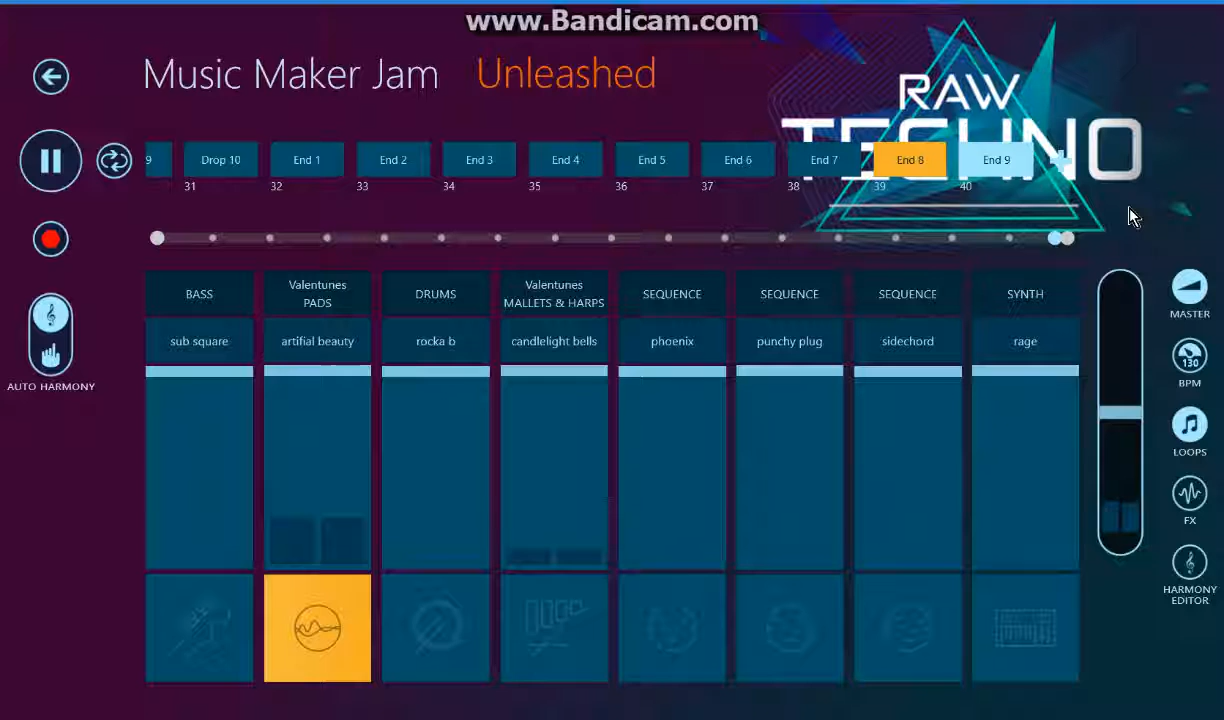 www.Bandicam.com
Music Maker Jam Unleashed
RAW
TECHNO
9 Drop 10 End 1 End 2 End 3 End 4 End 5 End 6 End 7 End 8 End 9
31 32 33 34 35 36 37 38 39 40
BASS
Valentunes
PADS
DRUMS
Valentunes
MALLETS & HARPS
SEQUENCE
SEQUENCE
SEQUENCE
SYNTH
sub square
artifial beauty
rocka b
candlelight bells
phoenix
punchy plug
sidechord
rage
AUTO HARMONY
MASTER
130
BPM
LOOPS
FX
HARMONY
EDITOR